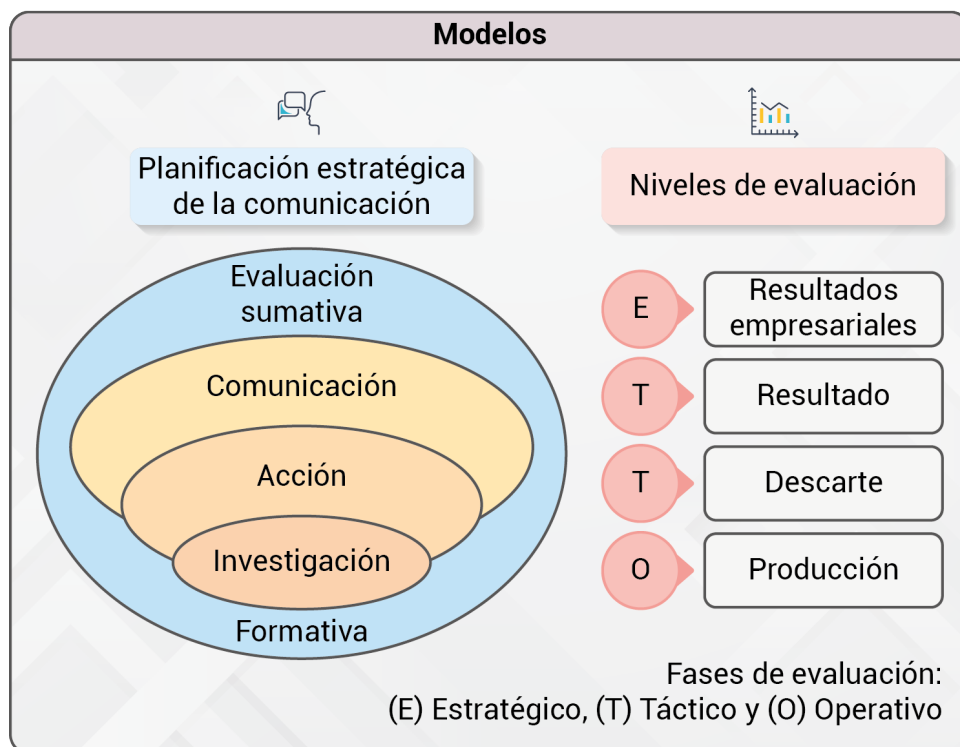 Modelos
Planificación estratégica
de la comunicación
Evaluación
sumativa
Comunicación
Acción
Investigación
Formativa
Niveles de evaluación
E
Resultados
empresariales
T
Resultado
T
Descarte
O
Producción
Fases de evaluación:
(E) Estratégico, (T) Táctico y (O) Operativo